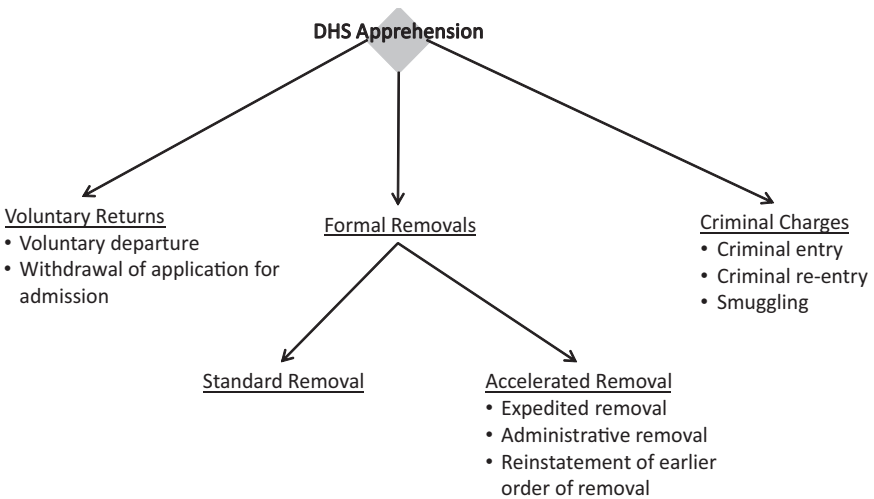 DHS Apprehension
Voluntary Returns
• Voluntary departure
• Withdrawal of application for
admission
Formal Removals
Criminal Charges
• Criminal entry
• Criminal re-entry
• Smuggling
Standard Removal
Accelerated Removal
• Expedited removal
• Administrative removal
• Reinstatement of earlier
order of removal